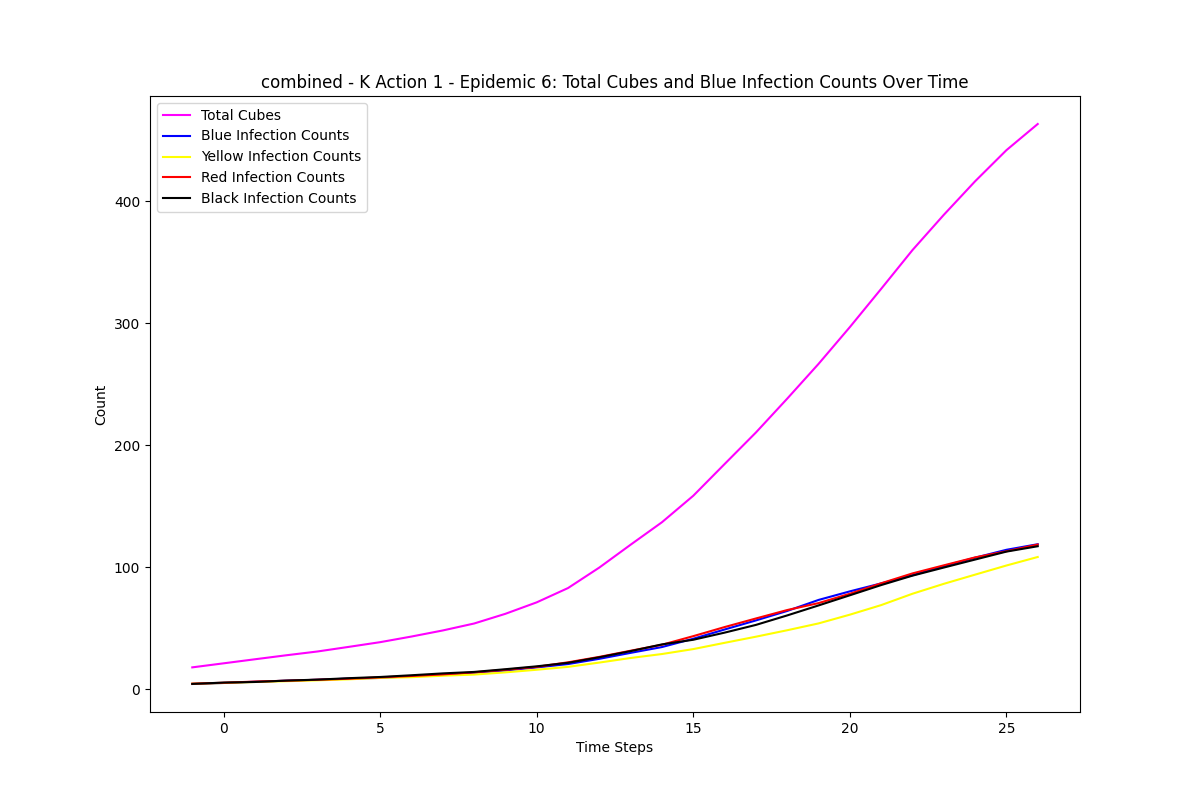 combined - K Action 1 - Epidemic 6: Total Cubes and Blue Infection Counts Over Time
Total Cubes
Blue Infection Counts
Yellow Infection Counts
Red Infection Counts
Black Infection Counts
Count
400
300
200
100
0
0 5 10 15 20 25
Time Steps